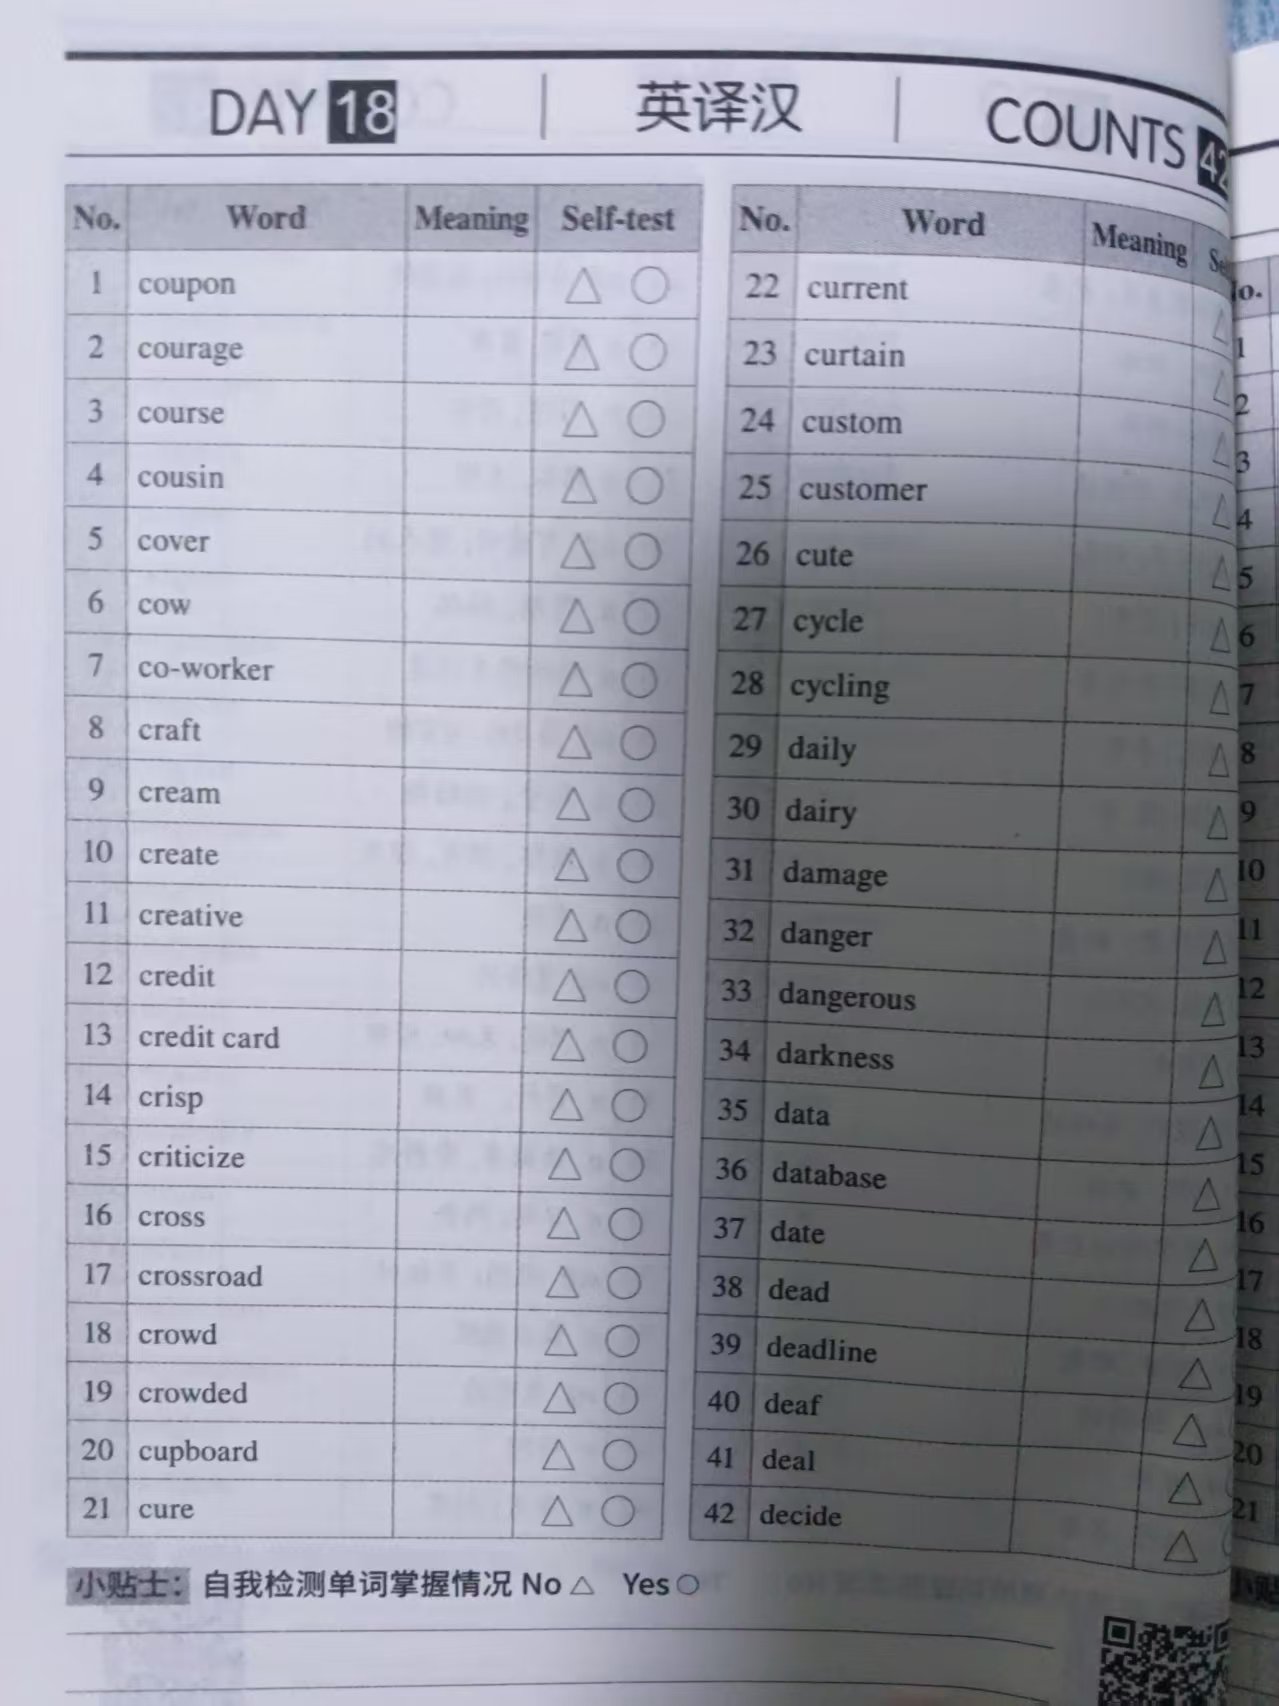 DAY 18
英译汉
COUNTS 42
No. Word Meaning Self-test
1 coupon △ ○
2 courage △ ○
3 course △ ○
4 cousin △ ○
5 cover △ ○
6 cow △ ○
7 co-worker △ ○
8 craft △ ○
9 cream △ ○
10 create △ ○
11 creative △ ○
12 credit △ ○
13 credit card △ ○
14 crisp △ ○
15 criticize △ ○
16 cross △ ○
17 crossroad △ ○
18 crowd △ ○
19 crowded △ ○
20 cupboard △ ○
21 cure △ ○
No. Word Meaning Se
22 current △
23 curtain △
24 custom △
25 customer △
26 cute △
27 cycle △
28 cycling △
29 daily △
30 dairy △
31 damage △
32 danger △
33 dangerous △
34 darkness △
35 data △
36 database △
37 date △
38 dead △
39 deadline △
40 deaf △
41 deal △
42 decide △
小贴士：自我检测单词掌握情况 No △ Yes ○
o.
1
2
3
4
5
6
7
8
9
10
11
12
13
14
15
16
17
18
19
20
21
小贴